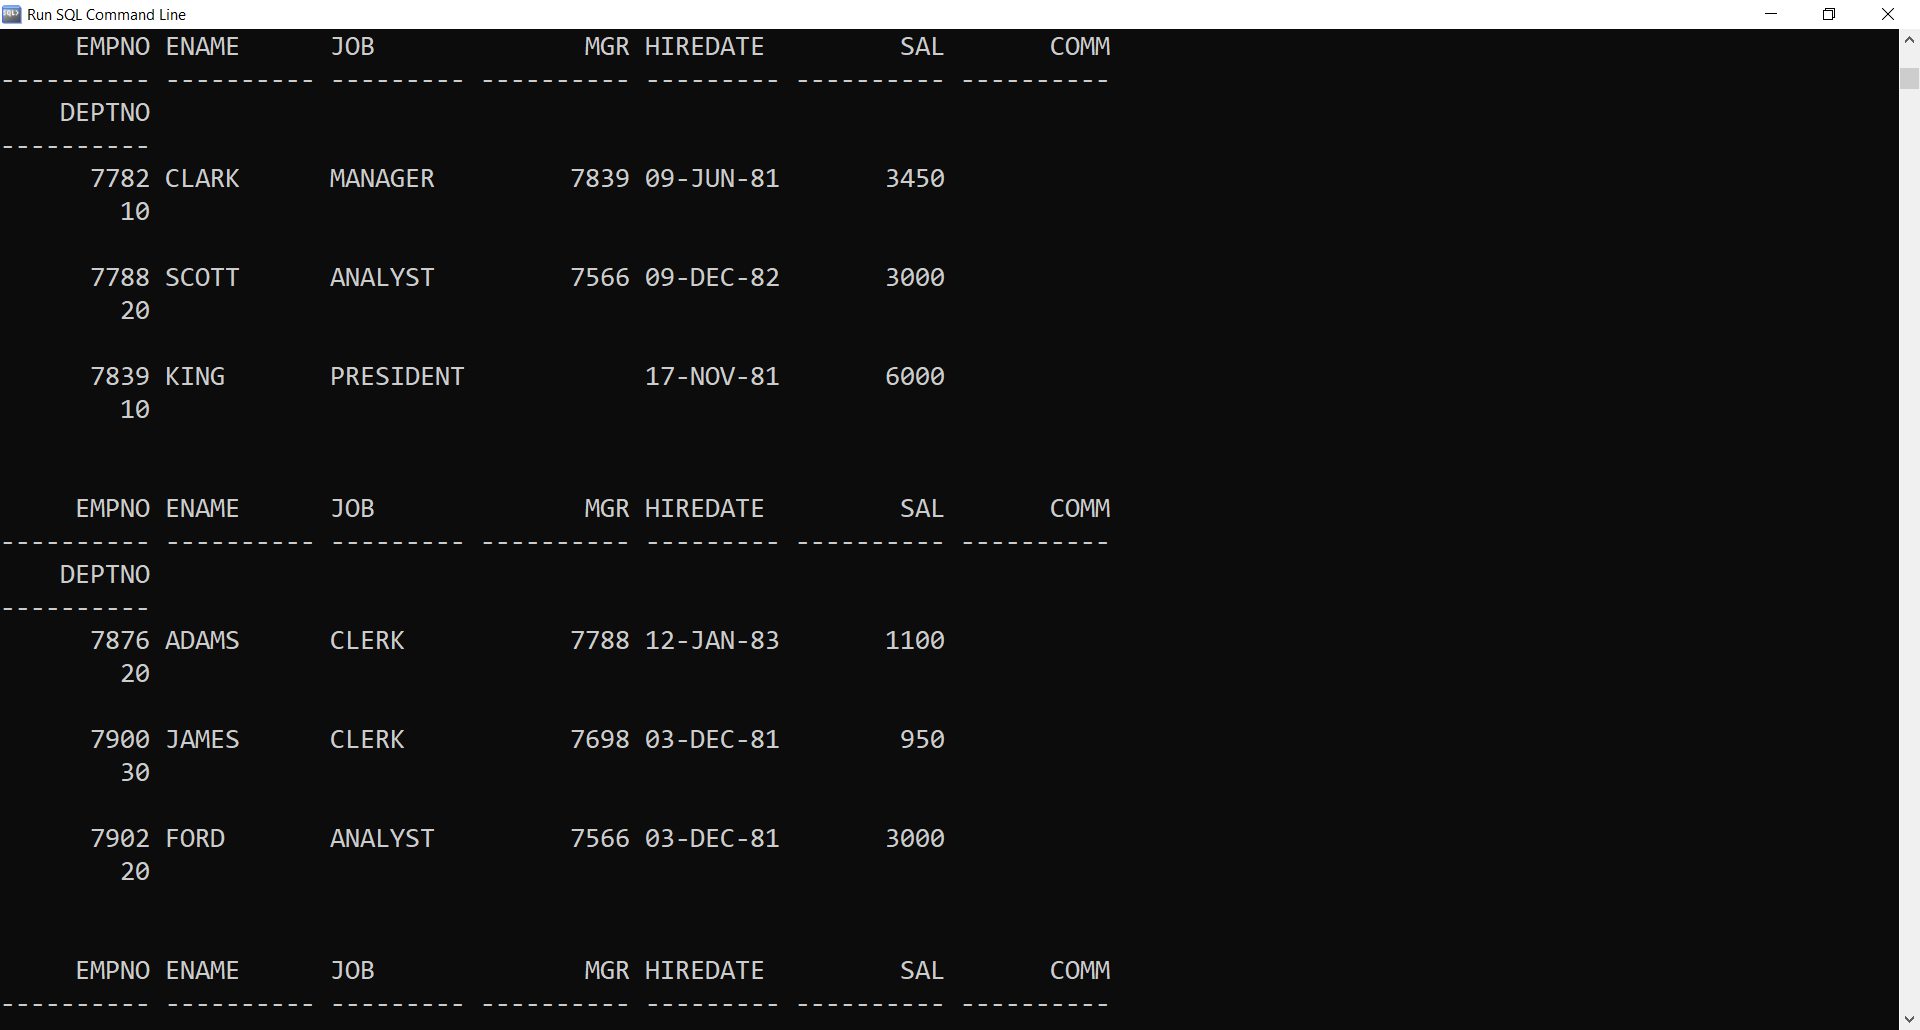 Run SQL Command Line
     EMPNO ENAME      JOB              MGR HIREDATE         SAL       COMM
---------- ---------- --------- ---------- --------- ---------- ----------
    DEPTNO
----------
      7782 CLARK      MANAGER         7839 09-JUN-81       3450
        10
      7788 SCOTT      ANALYST         7566 09-DEC-82       3000
        20
      7839 KING       PRESIDENT            17-NOV-81       6000
        10
     EMPNO ENAME      JOB              MGR HIREDATE         SAL       COMM
---------- ---------- --------- ---------- --------- ---------- ----------
    DEPTNO
----------
      7876 ADAMS      CLERK           7788 12-JAN-83       1100
        20
      7900 JAMES      CLERK           7698 03-DEC-81        950
        30
      7902 FORD       ANALYST         7566 03-DEC-81       3000
        20
     EMPNO ENAME      JOB              MGR HIREDATE         SAL       COMM
---------- ---------- --------- ---------- --------- ---------- ----------